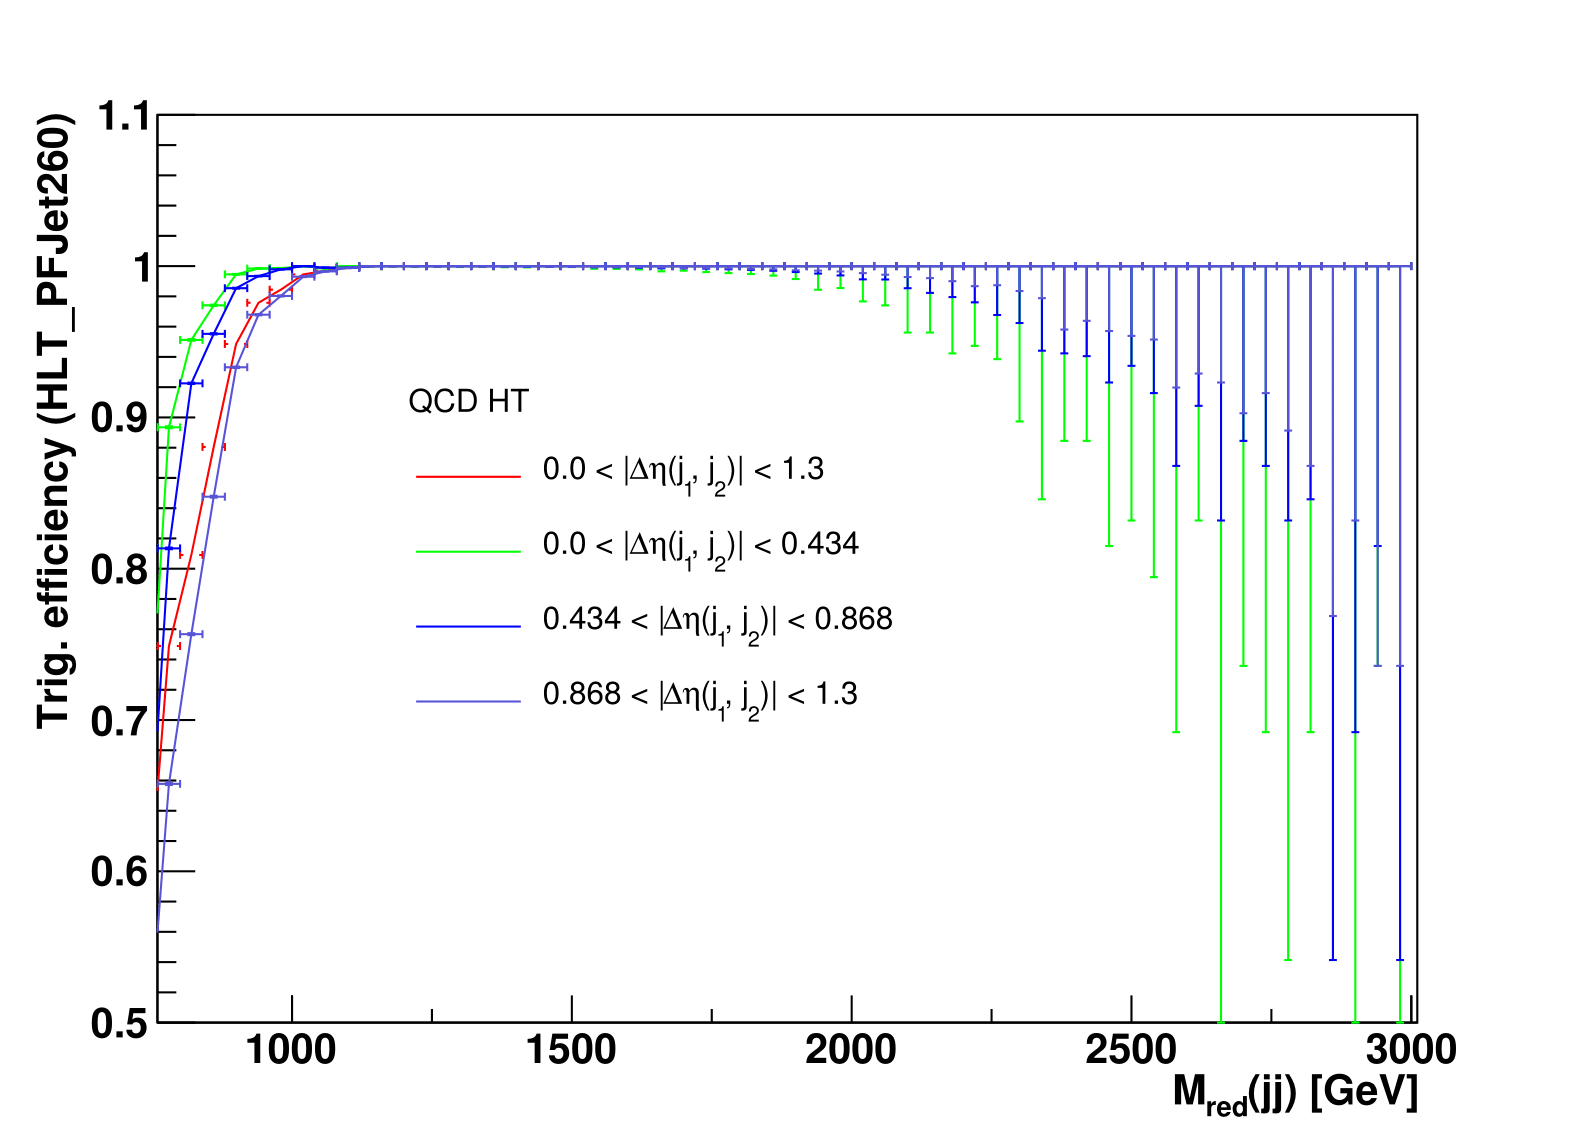 Trig. efficiency (HLT_PFJet260)
1.1
1
0.9
0.8
0.7
0.6
0.5
QCD HT
0.0 < |Δη(j₁, j₂)| < 1.3
0.0 < |Δη(j₁, j₂)| < 0.434
0.434 < |Δη(j₁, j₂)| < 0.868
0.868 < |Δη(j₁, j₂)| < 1.3
1000 1500 2000 2500 3000
M_red(jj) [GeV]